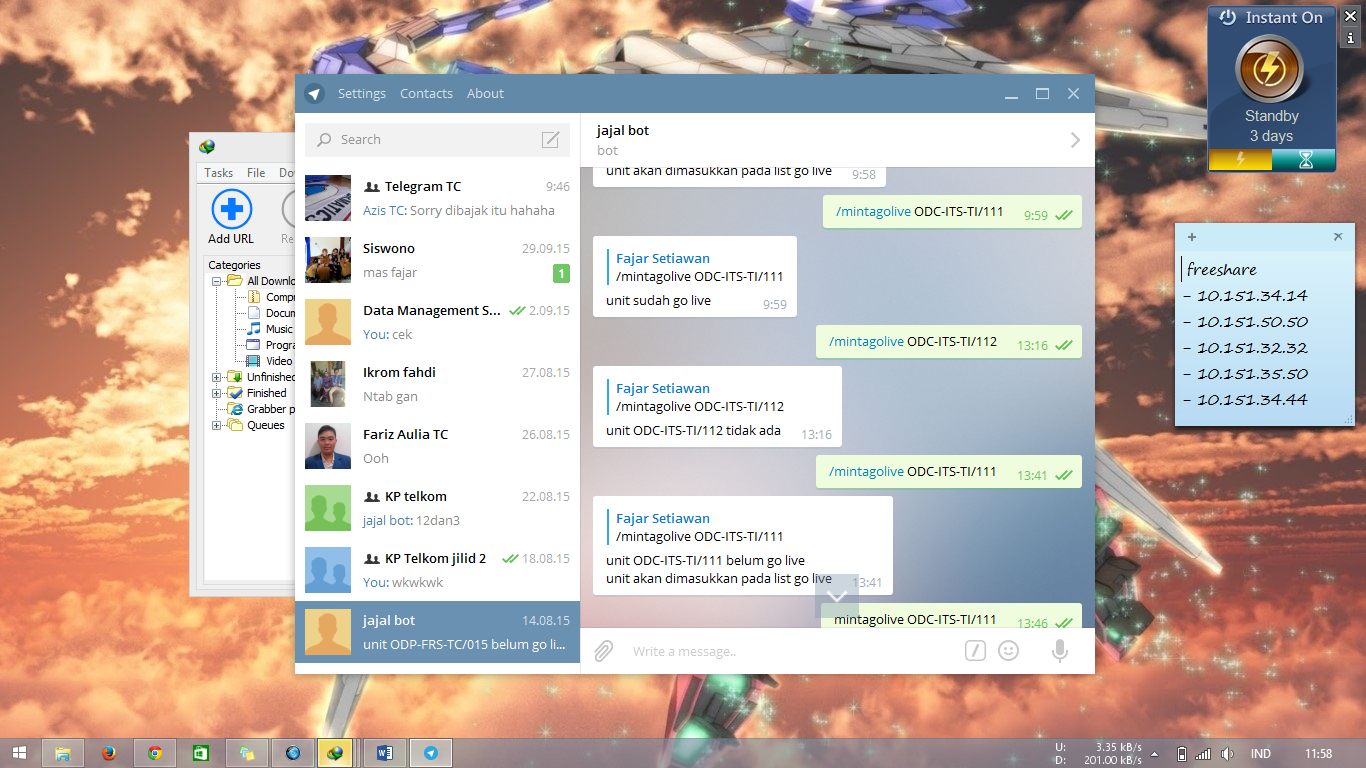 Instant On
Standby
3 days
Settings Contacts About
Search
Telegram TC 9:46
Azis TC: Sorry dibajak itu hahaha
Siswono 29.09.15
mas fajar 1
Data Management S... 2.09.15
You: cek
Ikrom fahdi 27.08.15
Ntab gan
Fariz Aulia TC 26.08.15
Ooh
KP telkom 22.08.15
jajal bot: 12dan3
KP Telkom jilid 2 18.08.15
You: wkwkwk
jajal bot 14.08.15
unit ODP-FRS-TC/015 belum go li...
jajal bot
bot
unit akan dimasukkan pada list go live 9:58
/mintagolive ODC-ITS-TI/111 9:59
Fajar Setiawan
/mintagolive ODC-ITS-TI/111
unit sudah go live 9:59
/mintagolive ODC-ITS-TI/112 13:16
Fajar Setiawan
/mintagolive ODC-ITS-TI/112
unit ODC-ITS-TI/112 tidak ada 13:16
/mintagolive ODC-ITS-TI/111 13:41
Fajar Setiawan
/mintagolive ODC-ITS-TI/111
unit ODC-ITS-TI/111 belum go live
unit akan dimasukkan pada list go live 13:41
mintagolive ODC-ITS-TI/111 13:46
Write a message..
Tasks File Do
Add URL Re
Categories
All Downlo
Compr
Docum
Music
Progra
Video
Unfinished
Finished
Grabber p
Queues
freeshare
- 10.151.34.14
- 10.151.50.50
- 10.151.32.32
- 10.151.35.50
- 10.151.34.44
U: 3.35 kB/s
D: 201.00 kB/s
IND
11:58